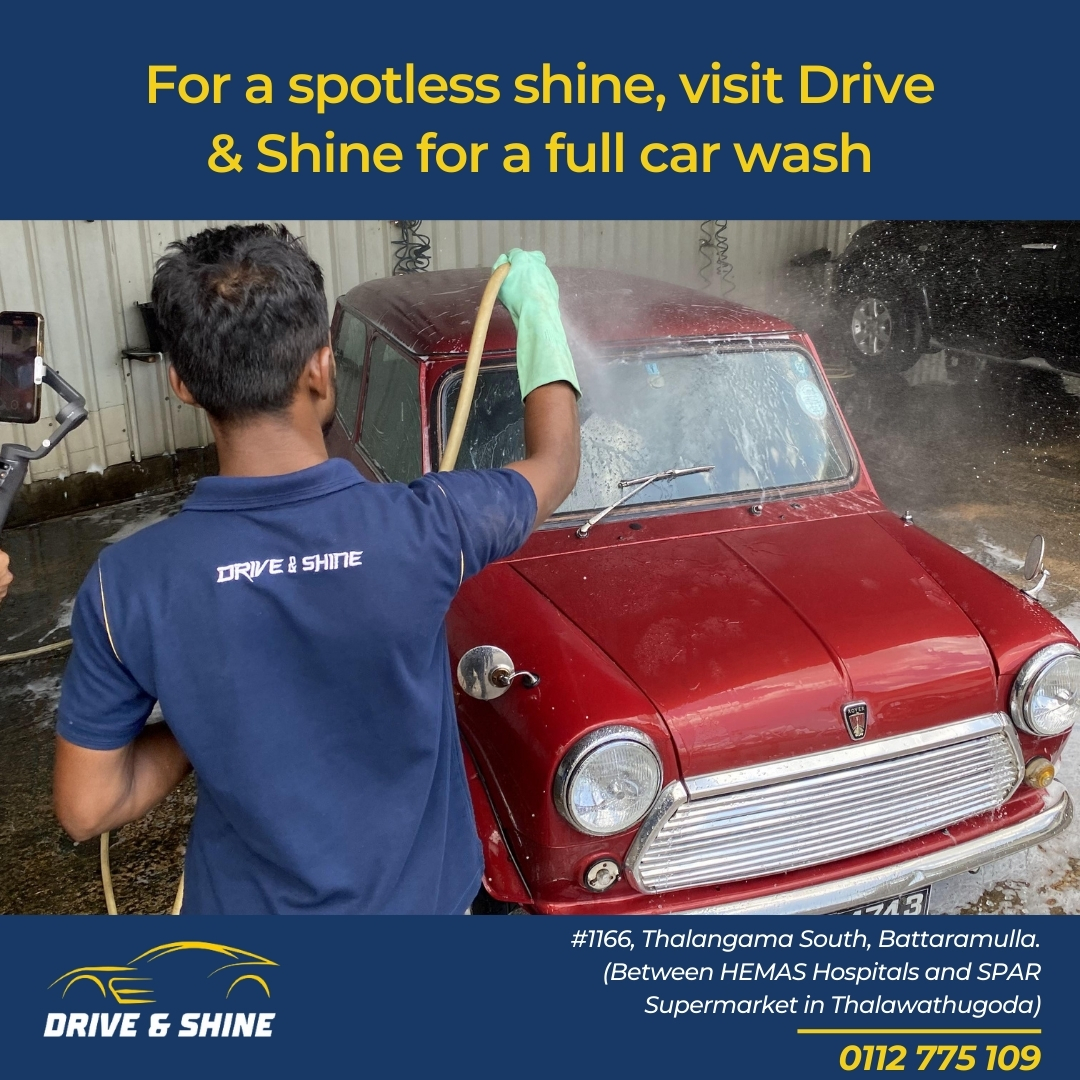 For a spotless shine, visit Drive
& Shine for a full car wash
DRIVE & SHINE
ROVER
DRIVE & SHINE
#1166, Thalangama South, Battaramulla.
(Between HEMAS Hospitals and SPAR
Supermarket in Thalawathugoda)
0112 775 109